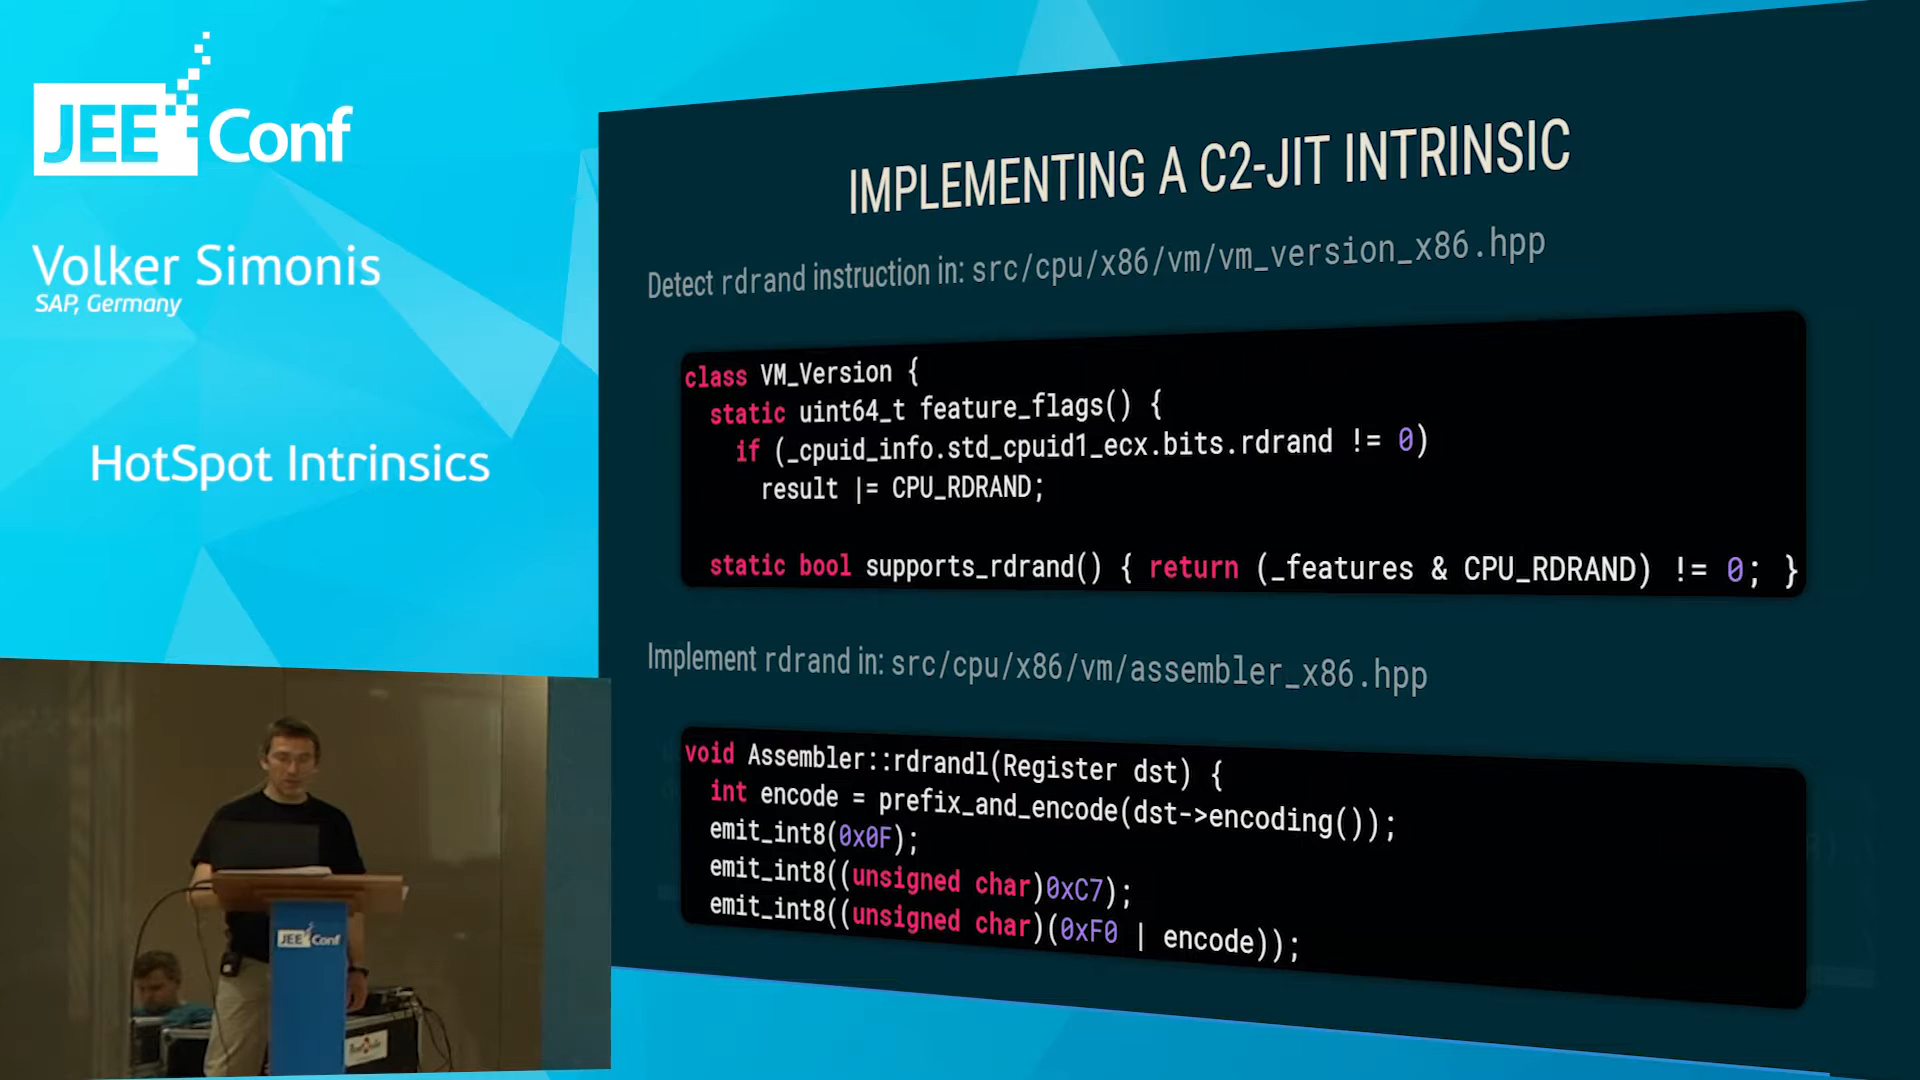 JEE Conf
Volker Simonis
SAP, Germany
HotSpot Intrinsics
IMPLEMENTING A C2-JIT INTRINSIC
Detect rdrand instruction in: src/cpu/x86/vm/vm_version_x86.hpp
class VM_Version {
static uint64_t feature_flags() {
if (_cpuid_info.std_cpuid1_ecx.bits.rdrand != 0)
result |= CPU_RDRAND;
static bool supports_rdrand() { return (_features & CPU_RDRAND) != 0; }
Implement rdrand in: src/cpu/x86/vm/assembler_x86.hpp
void Assembler::rdrandl(Register dst) {
int encode = prefix_and_encode(dst->encoding());
emit_int8(0x0F);
emit_int8((unsigned char)0xC7);
emit_int8((unsigned char)(0xF0 | encode));
JEE Conf